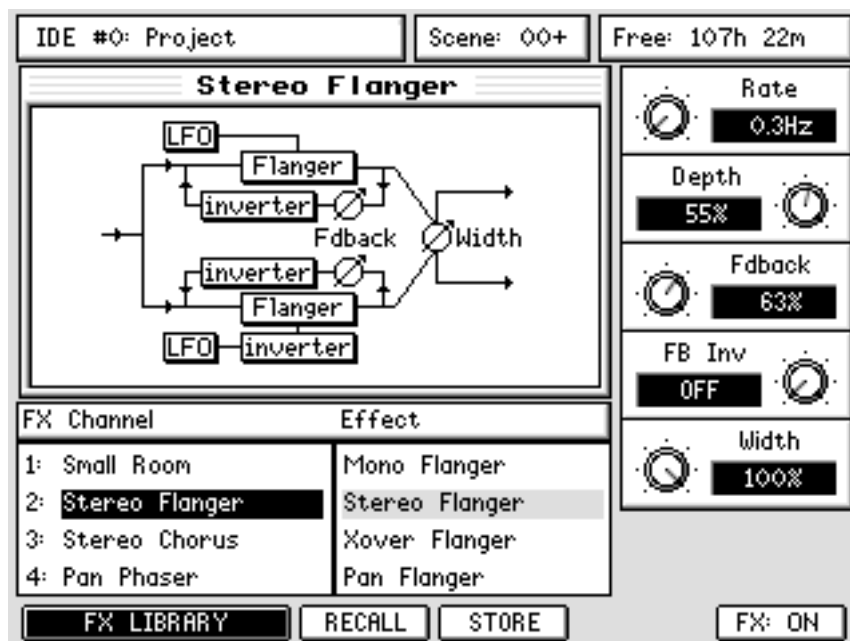 IDE #0: Project
Scene: 00+
Free: 107h 22m
Stereo Flanger
LFO
Flanger
inverter
Fdback
Width
inverter
Flanger
LFO
inverter
Rate
0.3Hz
Depth
55%
Fdback
63%
FB Inv
OFF
Width
100%
FX Channel
Effect
1: Small Room
Mono Flanger
2: Stereo Flanger
Stereo Flanger
3: Stereo Chorus
Xover Flanger
4: Pan Phaser
Pan Flanger
FX LIBRARY
RECALL
STORE
FX: ON